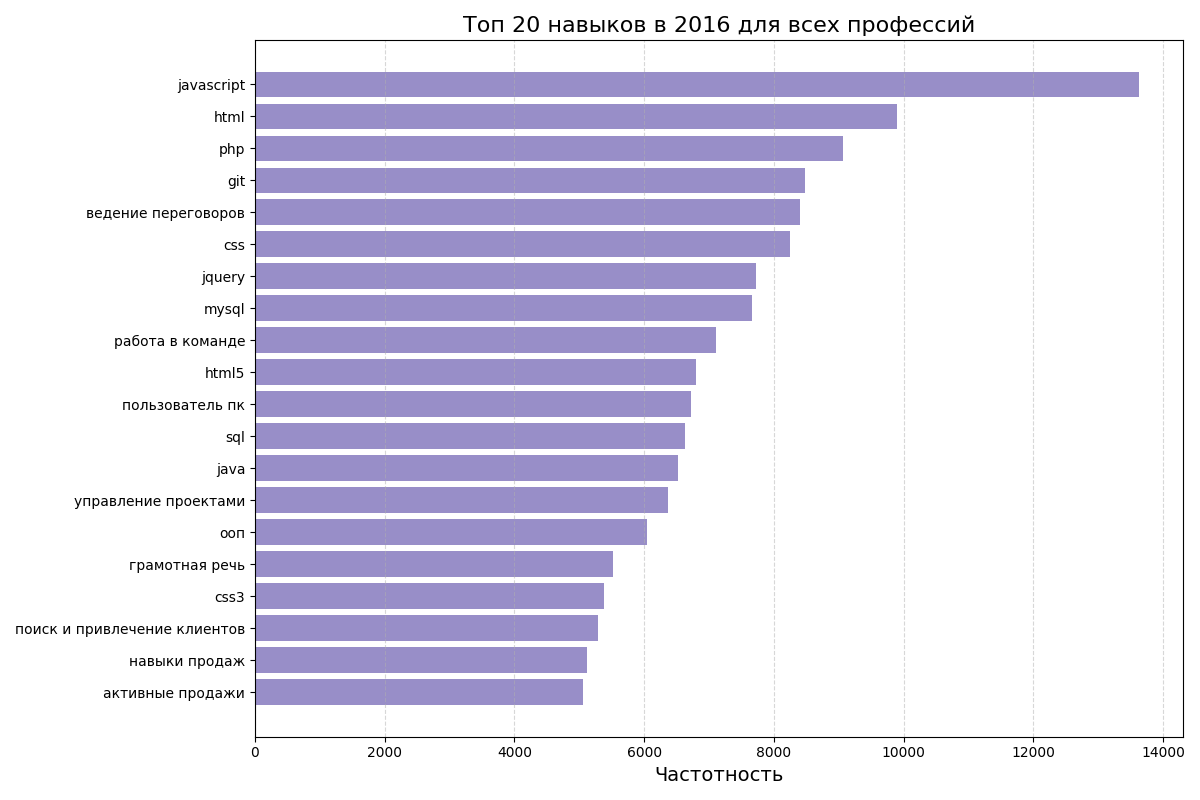 Топ 20 навыков в 2016 для всех профессий
javascript
html
php
git
ведение переговоров
css
jquery
mysql
работа в команде
html5
пользователь пк
sql
java
управление проектами
ооп
грамотная речь
css3
поиск и привлечение клиентов
навыки продаж
активные продажи
0 2000 4000 6000 8000 10000 12000 14000
Частотность